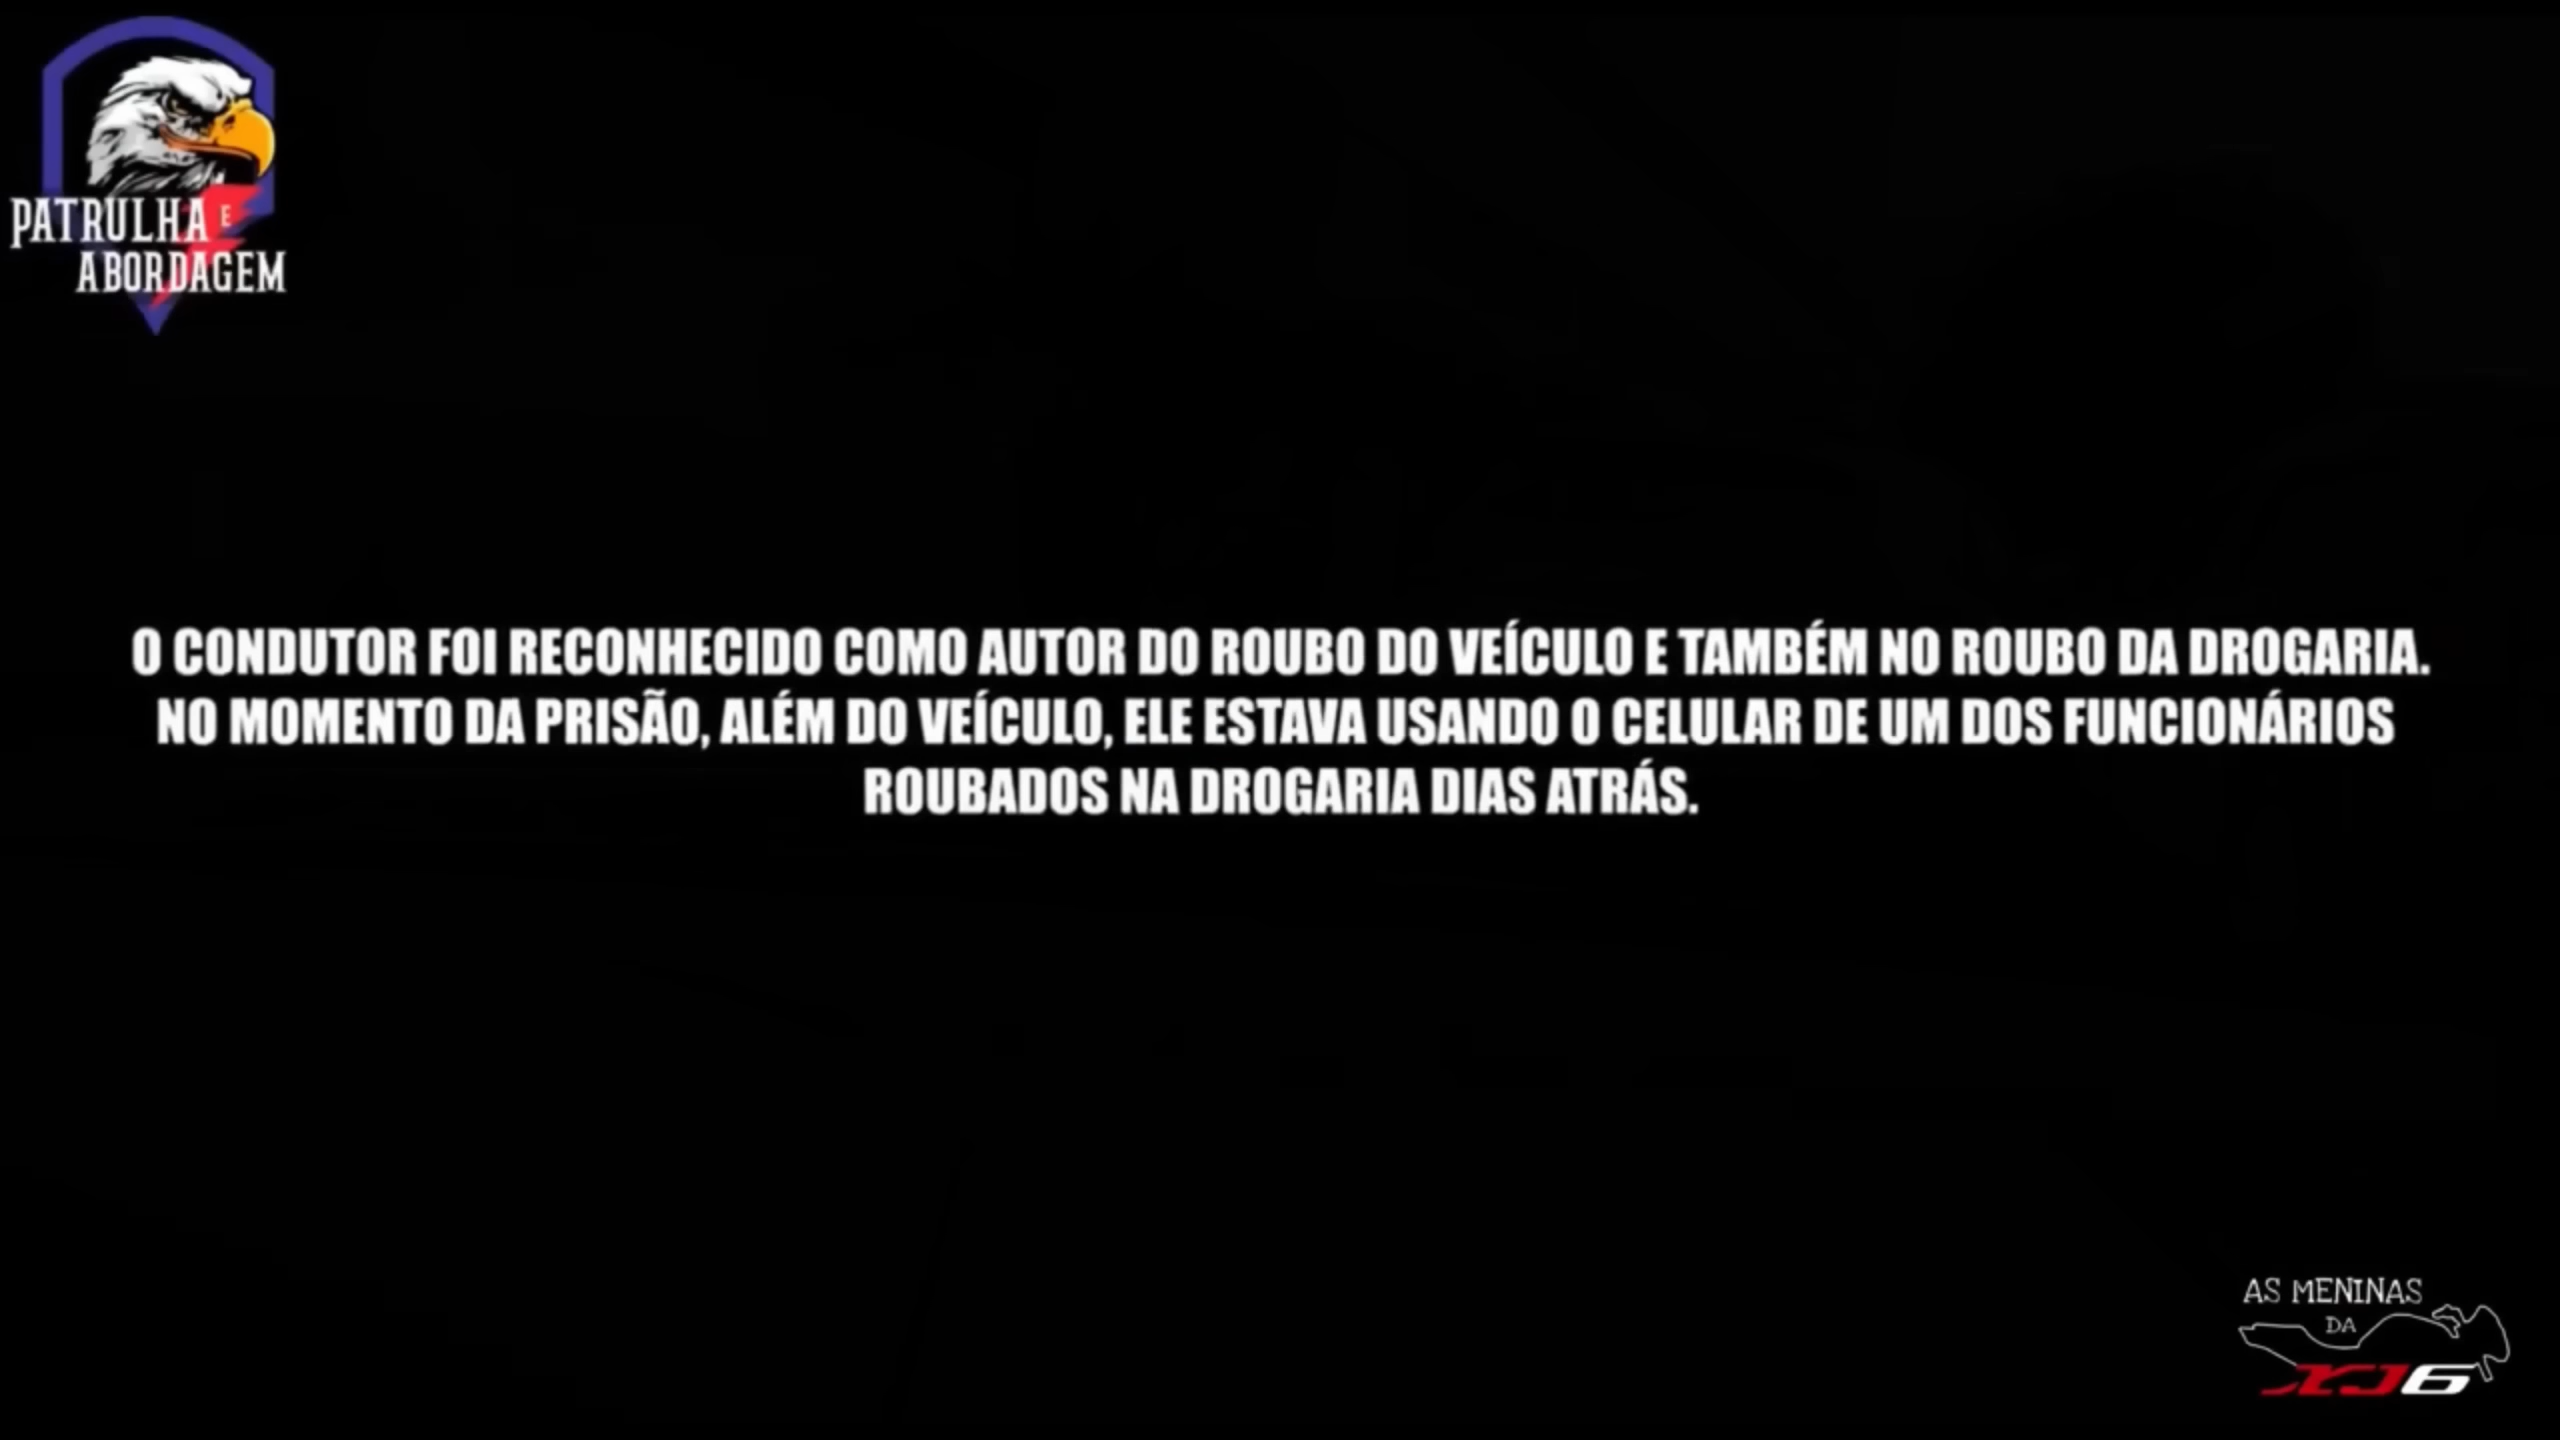 PATRULHA E
ABORDAGEM
O CONDUTOR FOI RECONHECIDO COMO AUTOR DO ROUBO DO VEÍCULO E TAMBÉM NO ROUBO DA DROGARIA.
NO MOMENTO DA PRISÃO, ALÉM DO VEÍCULO, ELE ESTAVA USANDO O CELULAR DE UM DOS FUNCIONÁRIOS
ROUBADOS NA DROGARIA DIAS ATRÁS.
AS MENINAS
DA
XJ6